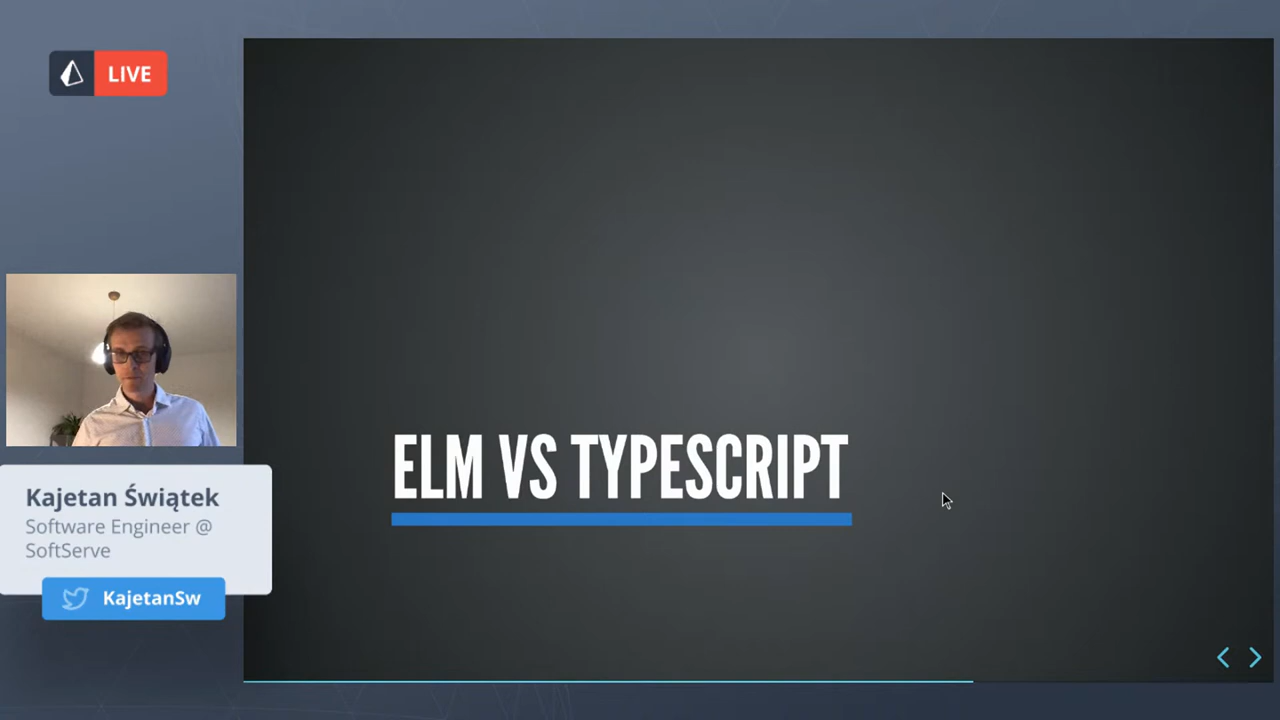 LIVE
ELM VS TYPESCRIPT
Kajetan Świątek
Software Engineer @
SoftServe
KajetanSw